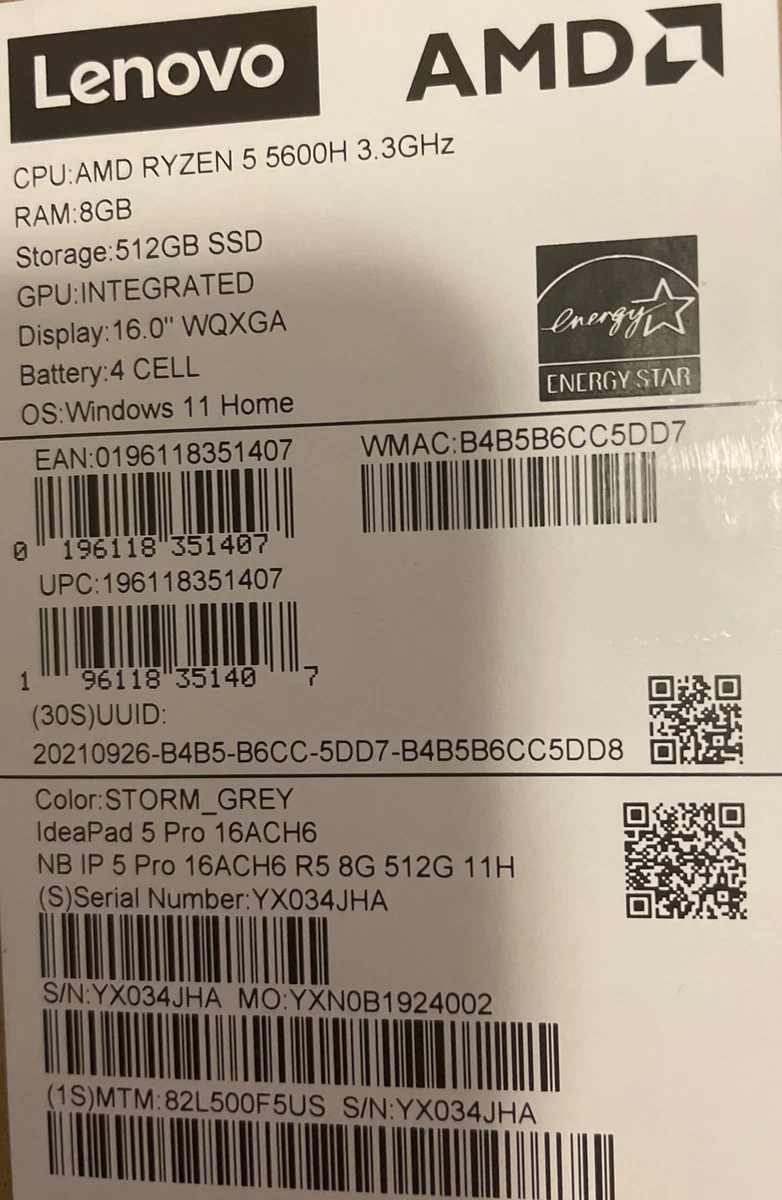 Lenovo
AMD
CPU:AMD RYZEN 5 5600H 3.3GHz
RAM:8GB
Storage:512GB SSD
GPU:INTEGRATED
Display:16.0" WQXGA
Battery:4 CELL
OS:Windows 11 Home
energy
ENERGY STAR
EAN:0196118351407
0 196118 351407
WMAC:B4B5B6CC5DD7
UPC:196118351407
1 96118 35140 7
(30S)UUID:
20210926-B4B5-B6CC-5DD7-B4B5B6CC5DD8
Color:STORM_GREY
IdeaPad 5 Pro 16ACH6
NB IP 5 Pro 16ACH6 R5 8G 512G 11H
(S)Serial Number:YX034JHA
S/N:YX034JHA MO:YXN0B1924002
(1S)MTM:82L500F5US S/N:YX034JHA